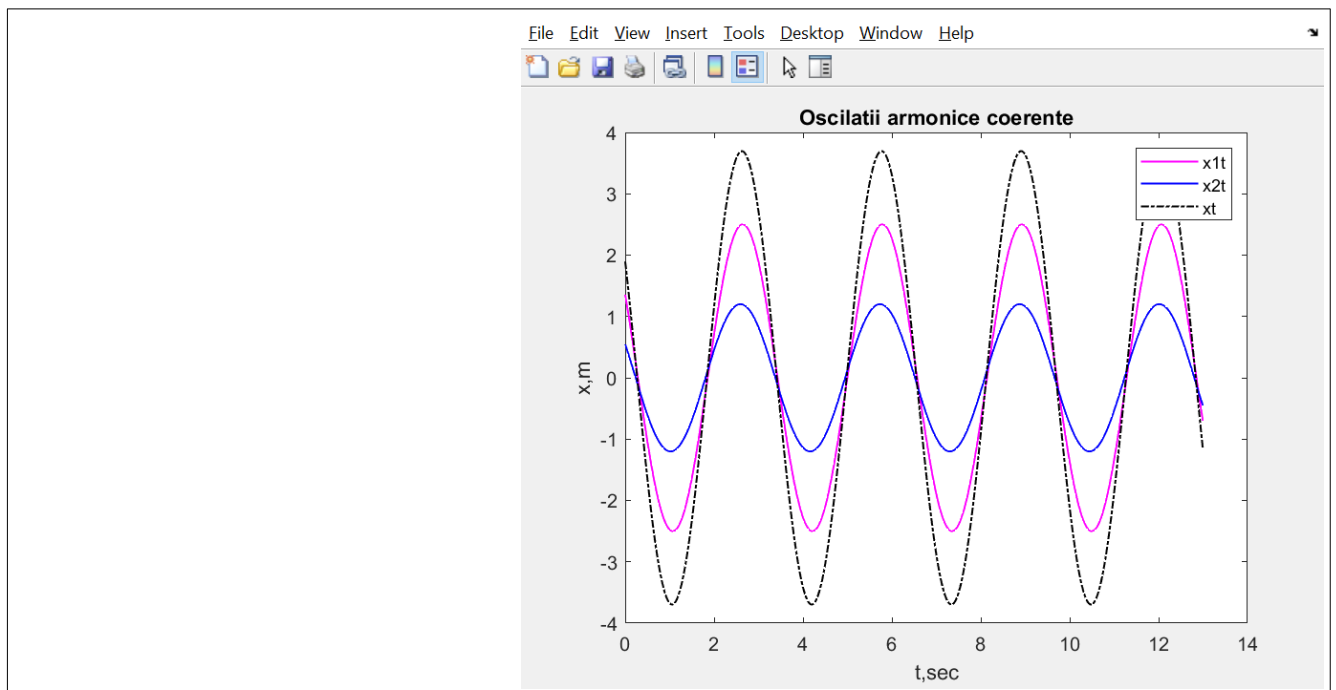 File Edit View Insert Tools Desktop Window Help
Oscilatii armonice coerente
4
3
2
1
0
-1
-2
-3
-4
x,m
x1t
x2t
xt
0 2 4 6 8 10 12 14
t,sec